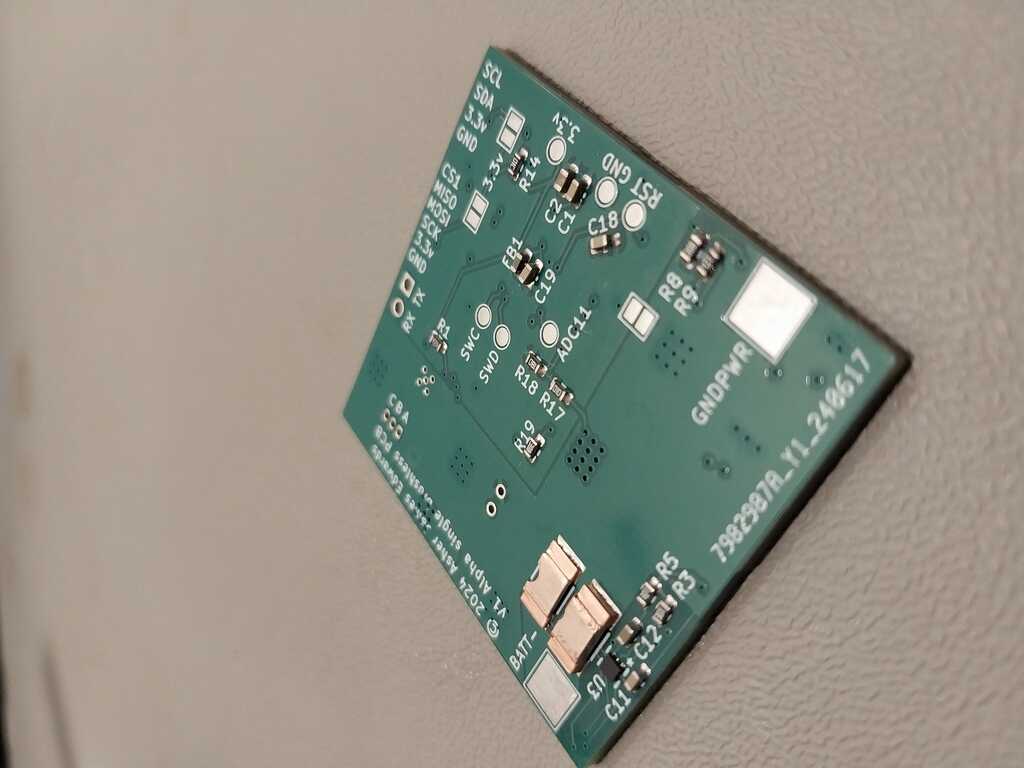 © 2024 Asher Edwards
v1 Alpha single brushless PCB
CBA
RX TX
GND
3.3v
SCK
MOSI
MISO
CS1
GND
3.3v
SDA
SCL
R1
SWC
SWD
3.3v
FB1
C19
R14
R19
R18
R17
ADC11
C2
C1
3.3v
C18
GND
RST
BATT-
U3
C11
C12
R5
R3
R8
R9
GNDPWR
7982987A_Y1_240617